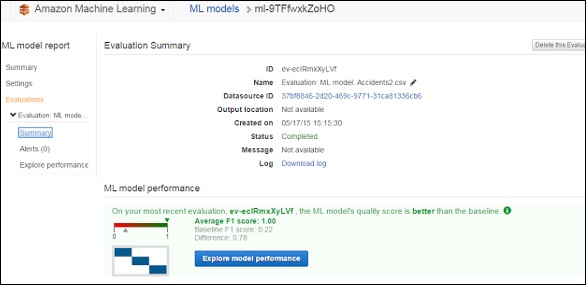 Amazon Machine Learning
ML models > ml-9TFfwxkZoHO
ML model report
Summary
Settings
Evaluations
Evaluation: ML mode...
Summary
Alerts (0)
Explore performance
Evaluation Summary
Delete this Evalua
ID ev-ecIRmxXyLVf
Name Evaluation: ML model: Accidents2.csv
Datasource ID 37bf8846-2d20-469c-9771-31ca81336cb6
Output location Not available
Created on 05/17/15 15:15:30
Status Completed
Message Not available
Log Download log
ML model performance
On your most recent evaluation, ev-ecIRmxXyLVf , the ML model's quality score is better than the baseline.
Average F1 score: 1.00
Baseline F1 score: 0.22
Difference: 0.78
0 1
Explore model performance